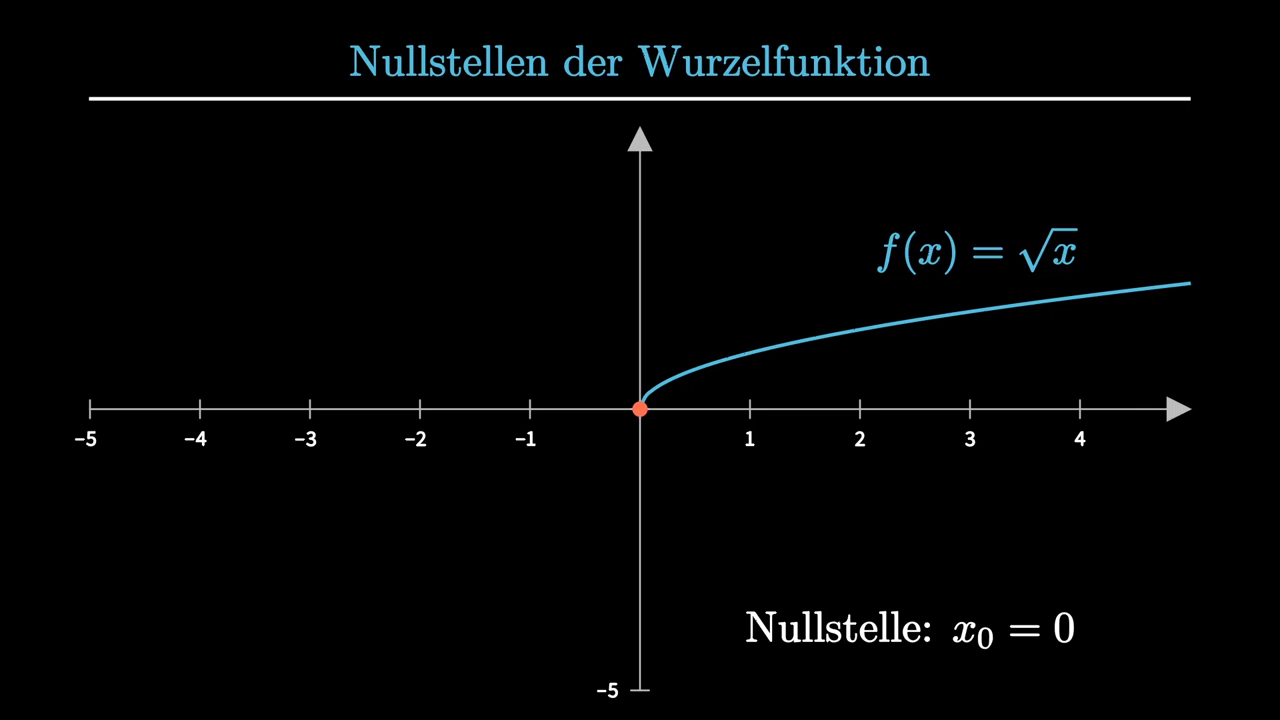 Nullstellen der Wurzelfunktion
f(x) = √x
-5 -4 -3 -2 -1 1 2 3 4
Nullstelle: x₀ = 0
-5